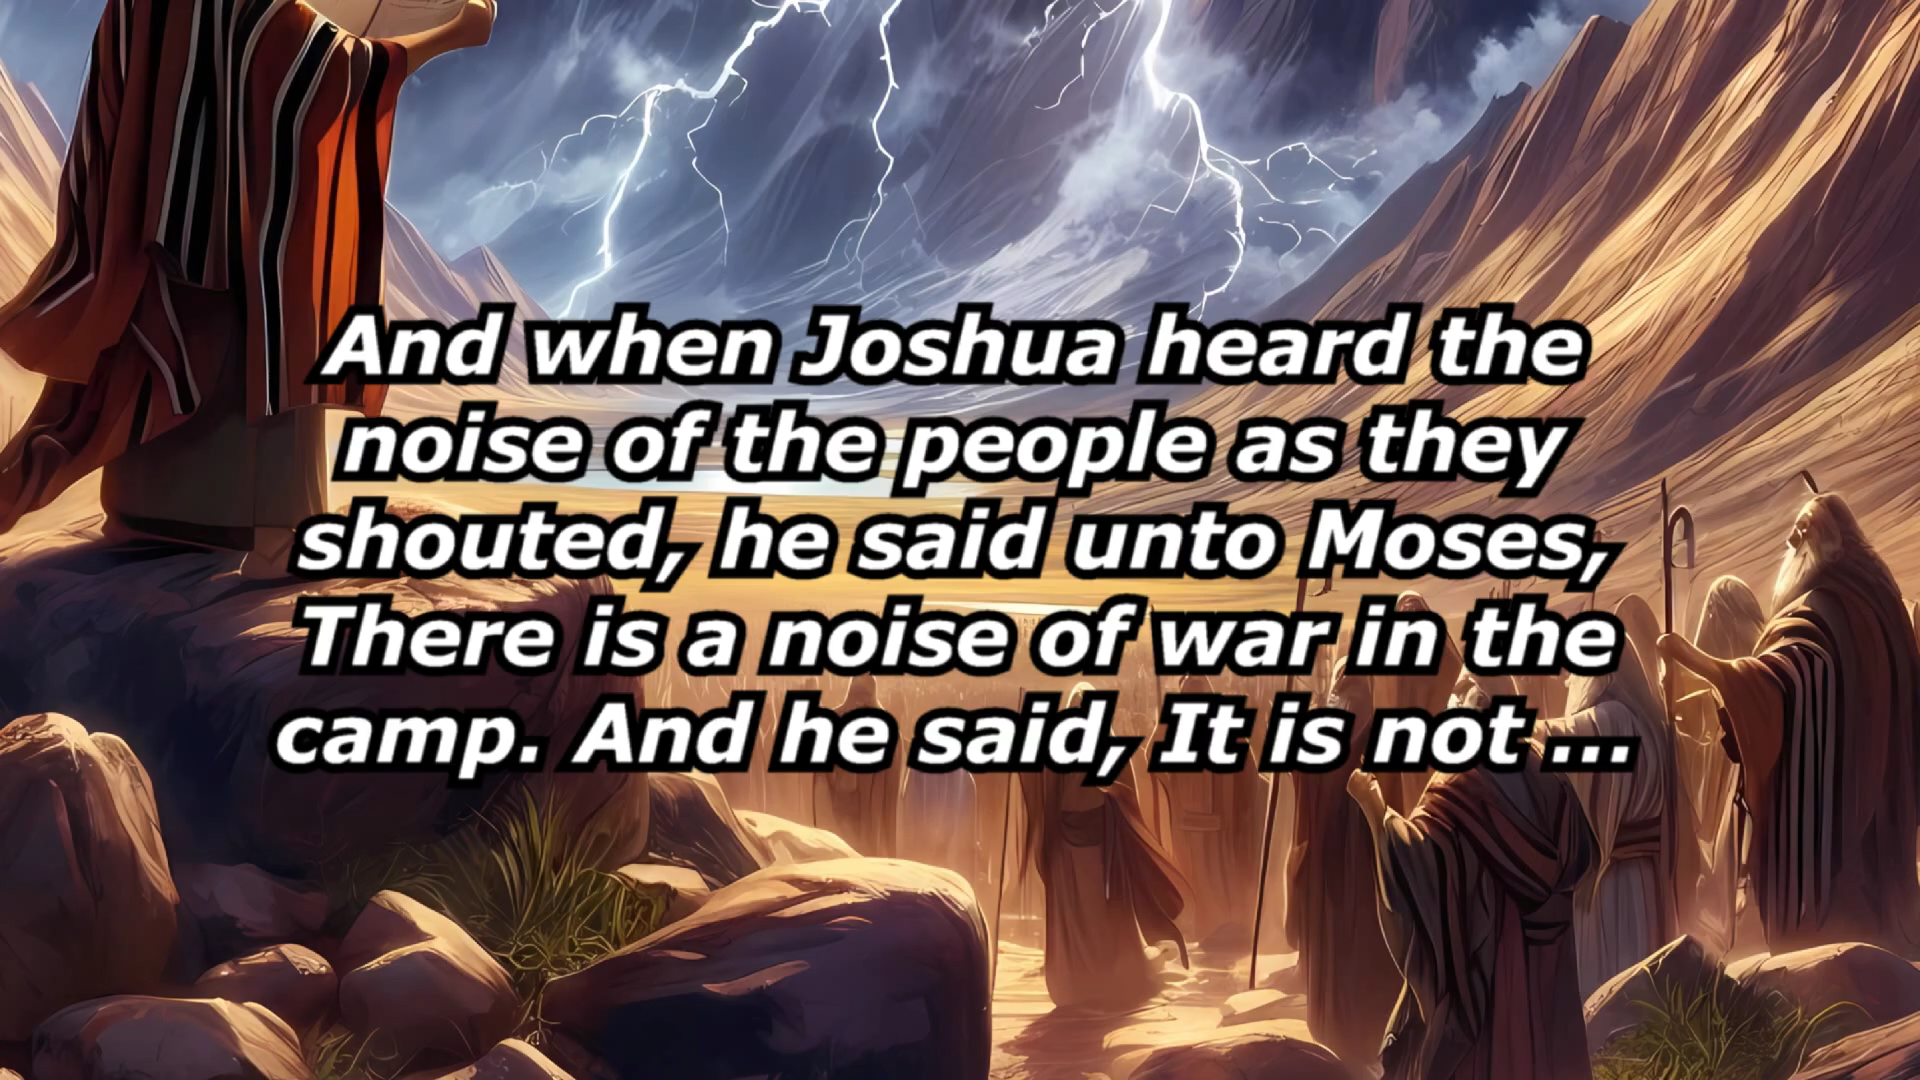 And when Joshua heard the
noise of the people as they
shouted, he said unto Moses,
There is a noise of war in the
camp. And he said, It is not ...